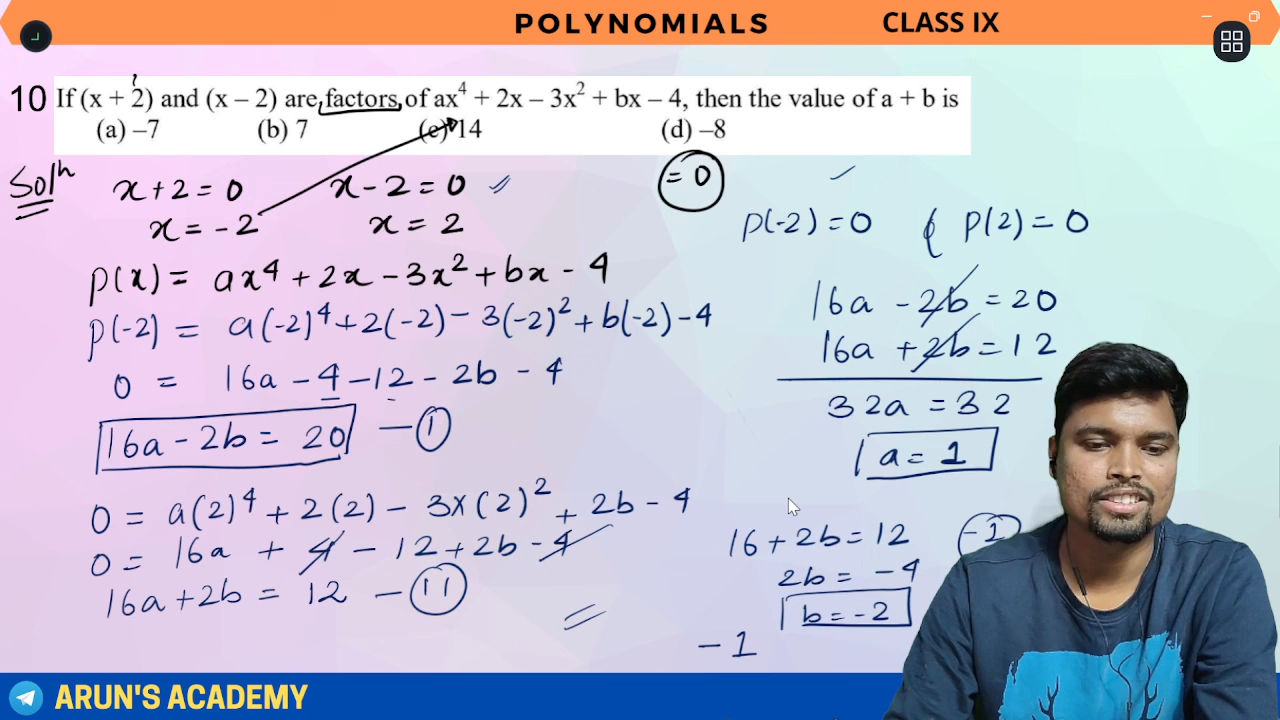 POLYNOMIALS CLASS IX
10 If (x + 2) and (x – 2) are factors of ax⁴ + 2x – 3x² + bx – 4, then the value of a + b is
(a) –7 (b) 7 (c) 14 (d) –8
Soln
x + 2 = 0 x - 2 = 0 = 0
x = -2 x = 2
p(-2) = 0 & p(2) = 0
p(x) = ax⁴ + 2x - 3x² + bx - 4
p(-2) = a(-2)⁴ + 2(-2) - 3(-2)² + b(-2) - 4
0 = 16a - 4 - 12 - 2b - 4
16a - 2b = 20 - ①
0 = a(2)⁴ + 2(2) - 3x(2)² + 2b - 4
0 = 16a + 4 - 12 + 2b - 4
16a + 2b = 12 - 11
16a - 2b = 20
16a + 2b = 12
32a = 32
a = 1
16 + 2b = 12 -1
2b = -4
b = -2
-1
ARUN'S ACADEMY